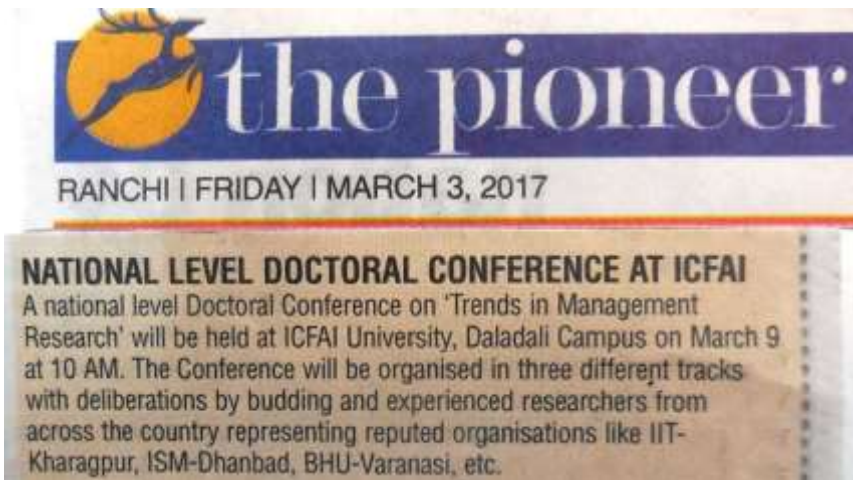 the pioneer
RANCHI | FRIDAY | MARCH 3, 2017
NATIONAL LEVEL DOCTORAL CONFERENCE AT ICFAI
A national level Doctoral Conference on 'Trends in Management
Research' will be held at ICFAI University, Daladali Campus on March 9
at 10 AM. The Conference will be organised in three different tracks
with deliberations by budding and experienced researchers from
across the country representing reputed organisations like IIT-
Kharagpur, ISM-Dhanbad, BHU-Varanasi, etc.